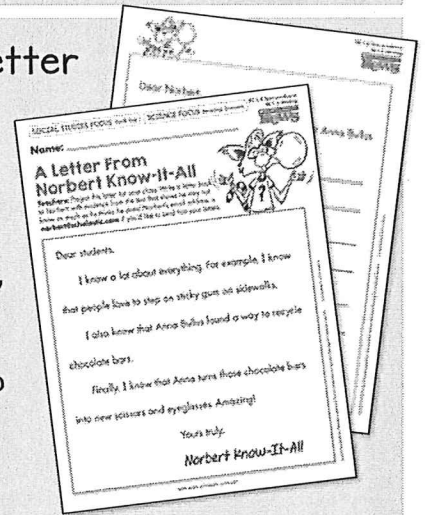 etter
Dear Norbert,
Anna Bullus
SOCIAL STUDIES FOCUS
SCIENCE FOCUS
Name:
A Letter From
Norbert Know-It-All
Dear students,
I know a lot about everything. For example, I know
that people love to step on sticky gum on sidewalks.
I also know that Anna Bullus found a way to recycle
chocolate bars.
Finally, I know that Anna turns those chocolate bars
into new scissors and eyeglasses. Amazing!
Yours truly,
Norbert Know-It-All